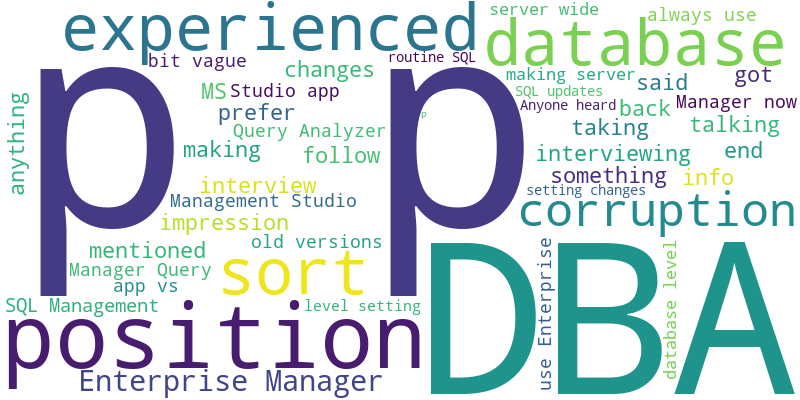 experienced
server wide
always use
database
bit vague
routine SQL
changes
making server
said
got
MS
Studio app
SQL updates
p p
prefer
Anyone heard
back
Manager now
anything
Query Analyzer
taking
talking
making
follow
interviewing
end
interview
something
info
Management Studio
setting changes
impression
corruption
mentioned
old versions
DBA
Manager Query
sort
app vs
use Enterprise
database level
SQL Management
level setting
position
Enterprise Manager
p